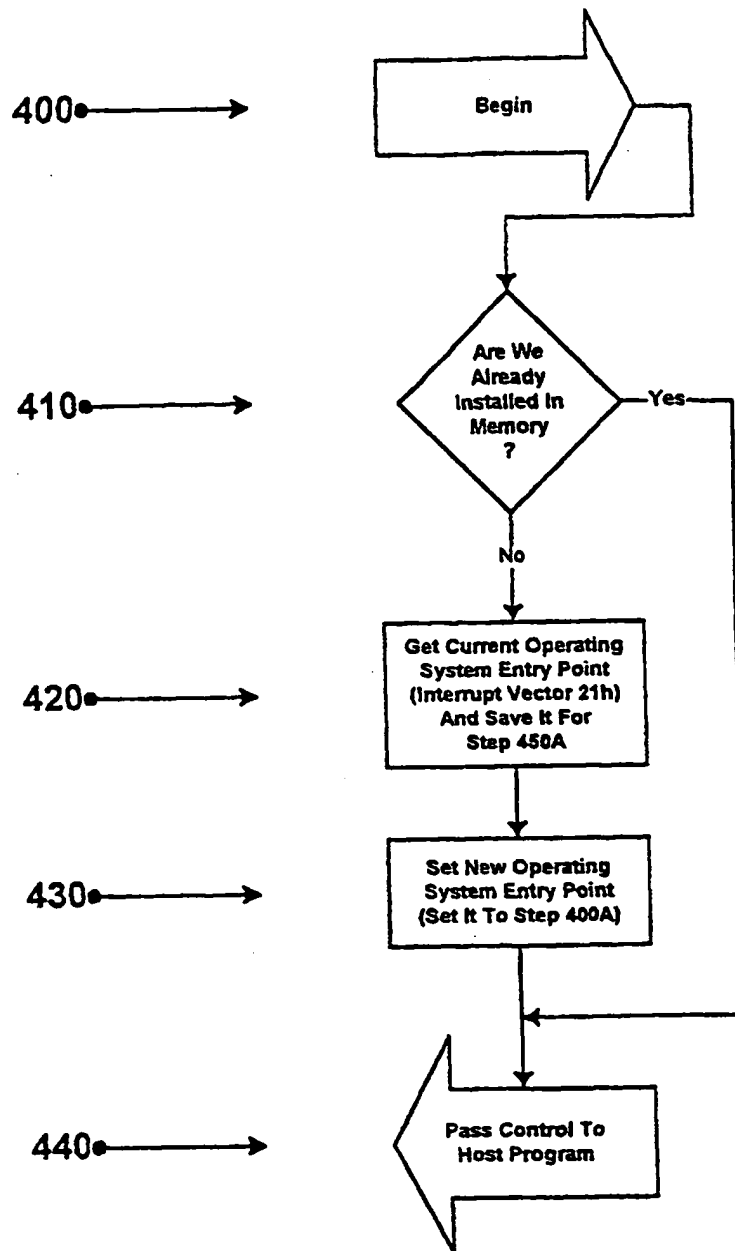 400
Begin
410
Are We
Already
Installed In
Memory
?
Yes
No
420
Get Current Operating
System Entry Point
(Interrupt Vector 21h)
And Save It For
Step 450A
430
Set New Operating
System Entry Point
(Set It To Step 400A)
440
Pass Control To
Host Program